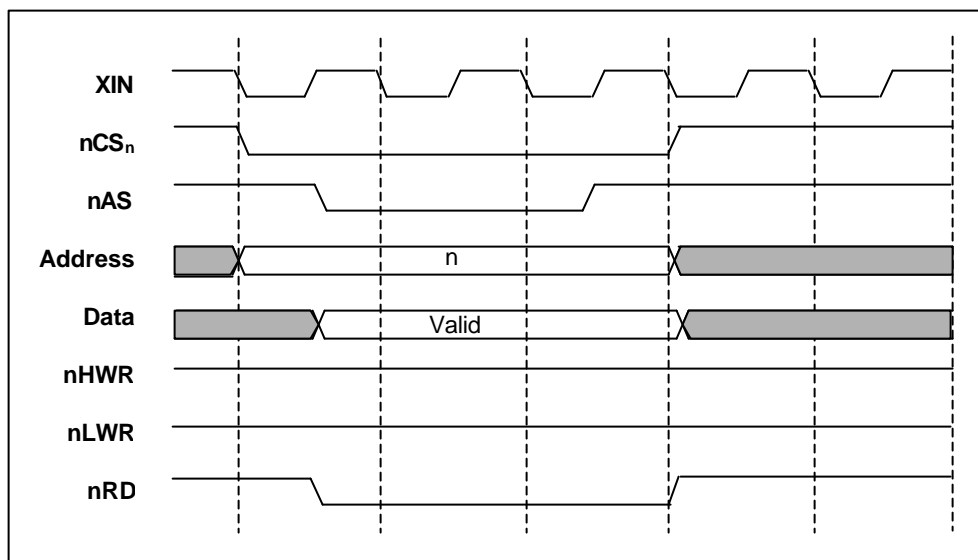 XIN
nCSn
nAS
Address
n
Data
Valid
nHWR
nLWR
nRD